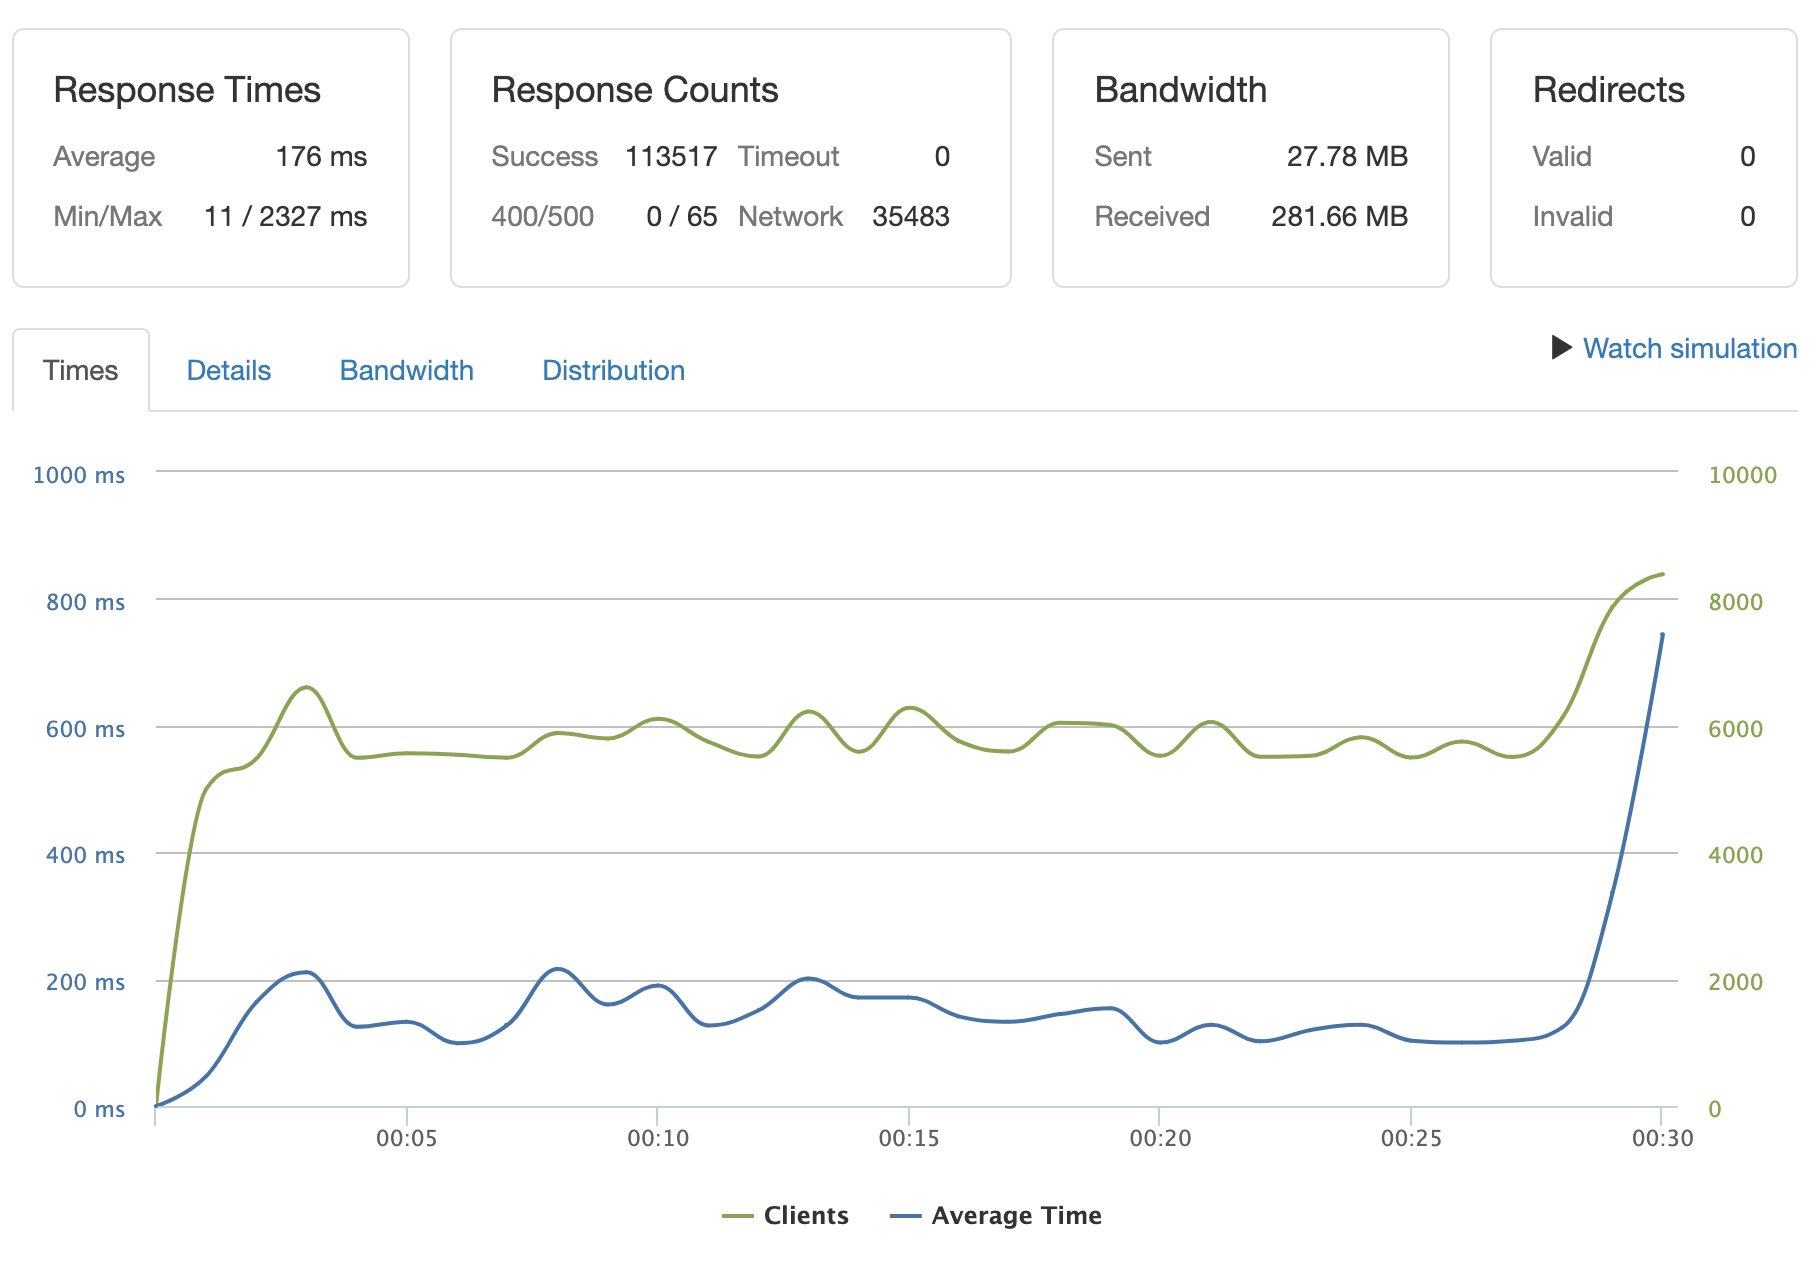 Response Times
Average 176 ms
Min/Max 11 / 2327 ms
Response Counts
Success 113517 Timeout 0
400/500 0 / 65 Network 35483
Bandwidth
Sent 27.78 MB
Received 281.66 MB
Redirects
Valid 0
Invalid 0
Times Details Bandwidth Distribution
Watch simulation
1000 ms 10000
800 ms 8000
600 ms 6000
400 ms 4000
200 ms 2000
0 ms 0
00:05 00:10 00:15 00:20 00:25 00:30
Clients Average Time